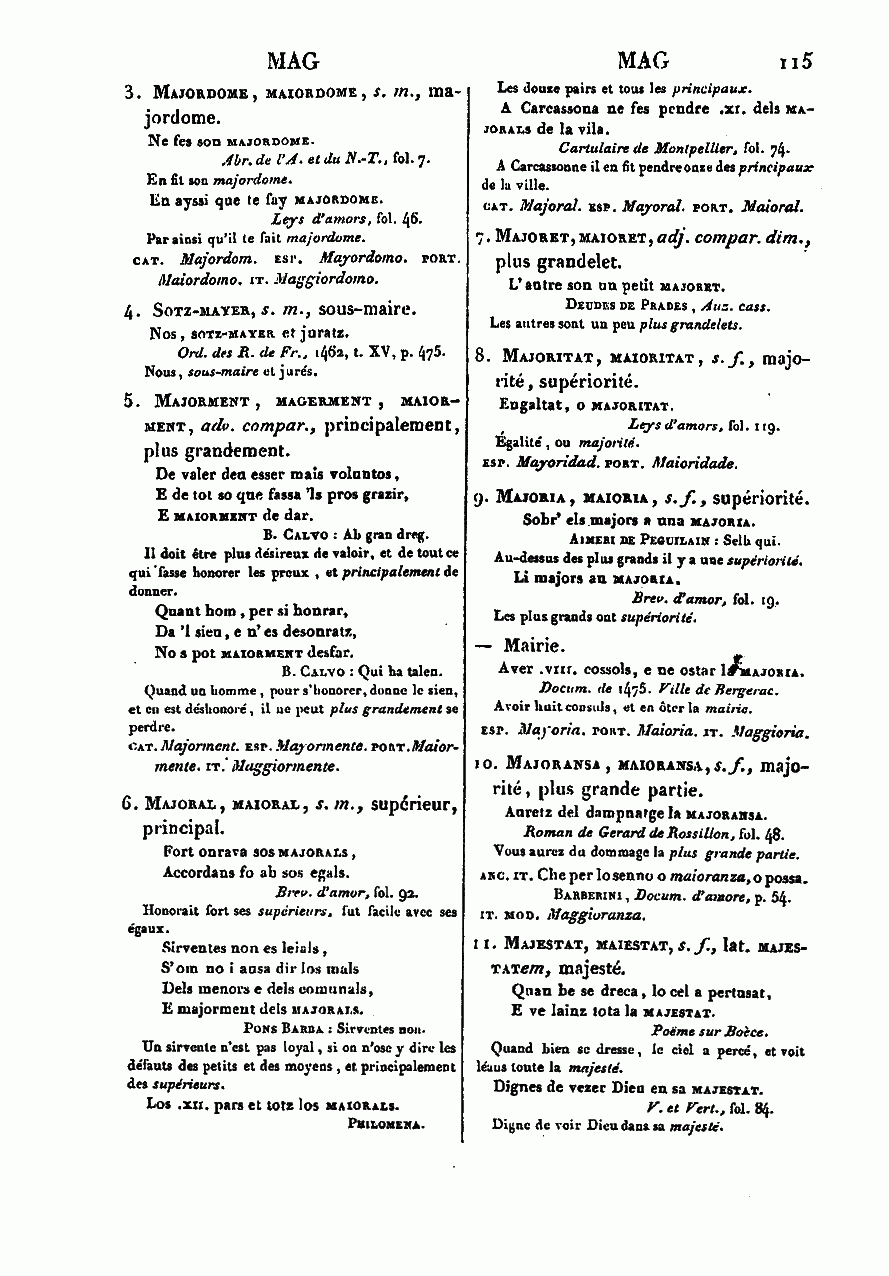 MAG
MAG 115
3. MAJORDOME, MAIORDOME, s. m., ma-
jordome.
Ne fes son MAJORDOME.
Abr. de l'A. et du N.-T., fol. 7.
En fit son majordome.
En ayssi que te fay MAJORDOME.
Leys d'amors, fol. 46.
Par ainsi qu'il te fait majordome.
CAT. Majordom. ESP. Mayordomo. PORT.
Maiordomo. IT. Maggiordomo.
4. SOTZ-MAYER, s. m., sous-maire.
Nos, SOTZ-MAYER et juratz.
Ord. des R. de Fr., 1462, t. XV, p. 475.
Nous, sous-maire et jurés.
5. MAJORMENT, MAGERMENT, MAIOR-
MENT, adv. compar., principalement,
plus grandement.
De valer deu esser mais voluntos,
E de tot so que fassa 'ls pros grazir,
E MAIORMENT de dar.
B. CALVO : Ab gran dreg.
Il doit être plus désireux de valoir, et de tout ce
qui fasse honorer les preux, et principalement de
donner.
Quant hom, per si honrar,
Da 'l sieu, e n'es desonratz,
No s pot MAIORMENT desfar.
B. CALVO : Qui ha talen.
Quand un homme, pour s'honorer, donne le sien,
et en est déshonoré, il ne peut plus grandement se
perdre.
CAT. Majorment. ESP. Mayormente. PORT. Maior-
mente. IT. Maggiormente.
6. MAJORAL, MAIORAL, s. m., supérieur,
principal.
Fort onrava sos MAJORALS,
Accordans fo ab sos egals.
Brev. d'amor, fol. 92.
Honorait fort ses supérieurs, fut facile avec ses
égaux.
Sirventes non es leials,
S'om no i ausa dir los mals
Dels menors e dels comunals,
E majorment dels MAJORALS.
PONS BARBA : Sirventes non.
Un sirvente n'est pas loyal, si on n'ose y dire les
défauts des petits et des moyens, et principalement
des supérieurs.
Los .XII. pars et totz los MAIORALS.
PHILOMENA.
Les douze pairs et tous les principaux.
A Carcassona ne fes pendre .XI. dels MA-
JORALS de la vila.
Cartulaire de Montpellier, fol. 74.
A Carcassonne il en fit pendre onze des principaux
de la ville.
CAT. Majoral. ESP. Mayoral. PORT. Maioral.
7. MAJORET, MAIORET, adj. compar. dim.,
plus grandelet.
L'autre son un petit MAJORET.
DEUDES DE PRADES, Auz. cass.
Les autres sont un peu plus grandelets.
8. MAJORITAT, MAIORITAT, s. f., majo-
rité, supériorité.
Engaltat, o MAJORITAT.
Leys d'amors, fol. 119.
Égalité, ou majorité.
ESP. Mayoridad. PORT. Maioridade.
9. MAJORIA, MAIORIA, s. f., supériorité.
Sobr' els majors a una MAJORIA.
AIMERI DE PEGUILAIN : Selh qui.
Au-dessus des plus grands il y a une supériorité.
Li majors an MAJORIA.
Brev. d'amor, fol. 19.
Les plus grands ont supériorité.
— Mairie.
Aver .VIII. cossols, e ne ostar la MAJORIA.
Docum. de 1475. Ville de Bergerac.
Avoir huit consuls, et en ôter la mairie.
ESP. Mayoria. PORT. Maioria. IT. Maggioria.
10. MAJORANSA, MAIORANSA, s. f., majo-
rité, plus grande partie.
Auretz del dampnatge la MAJORANSA.
Roman de Gerard de Rossillon, fol. 48.
Vous aurez du dommage la plus grande partie.
ANC. IT. Che per lo senno o maioranza, o possa.
BARBERINI, Docum. d'amore, p. 54.
IT. MOD. Maggioranza.
11. MAJESTAT, MAIESTAT, s. f., lat. MAJES-
TATem, majesté.
Quan be se dreca, lo cel a pertusat,
E ve lainz tota la MAJESTAT.
Poëme sur Boèce.
Quand bien se dresse, le ciel a percé, et voit
léans toute la majesté.
Dignes de vezer Dieu en sa MAJESTAT.
V. et Vert., fol. 84.
Digne de voir Dieu dans sa majesté.